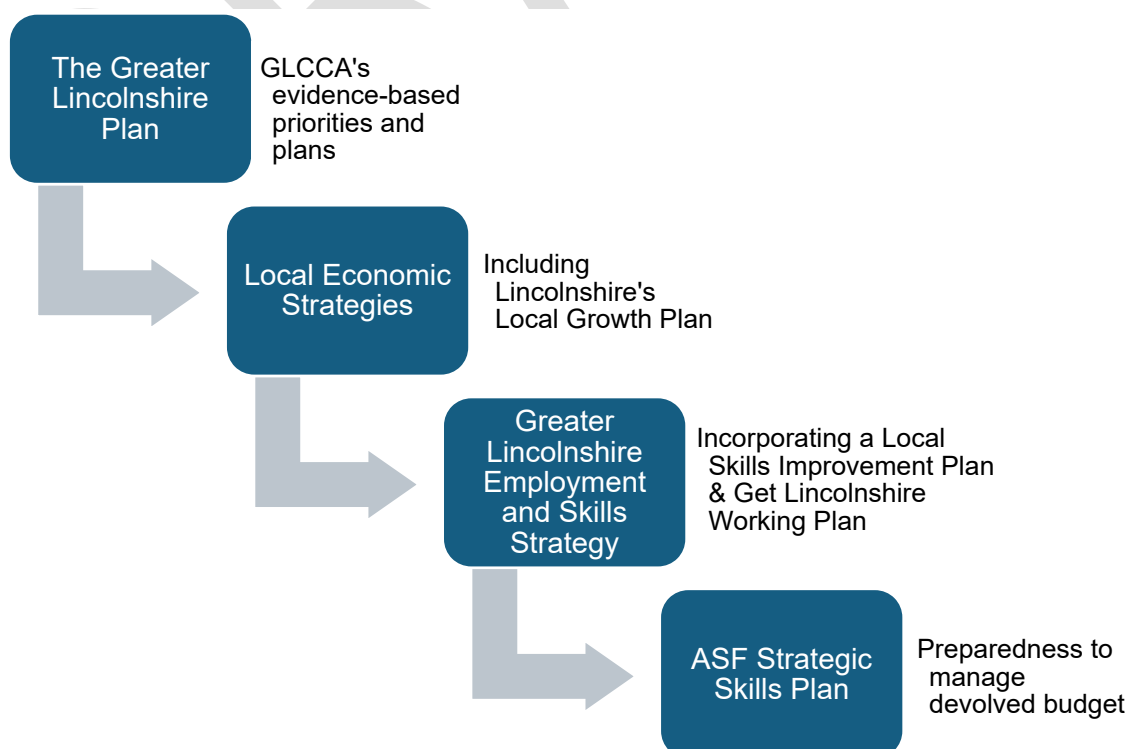 The Greater
Lincolnshire
Plan
GLCCA's
evidence-based
priorities and
plans
Local Economic
Strategies
Including
Lincolnshire's
Local Growth Plan
Greater
Lincolnshire
Employment
and Skills
Strategy
Incorporating a Local
Skills Improvement Plan
& Get Lincolnshire
Working Plan
ASF Strategic
Skills Plan
Preparedness to
manage
devolved budget